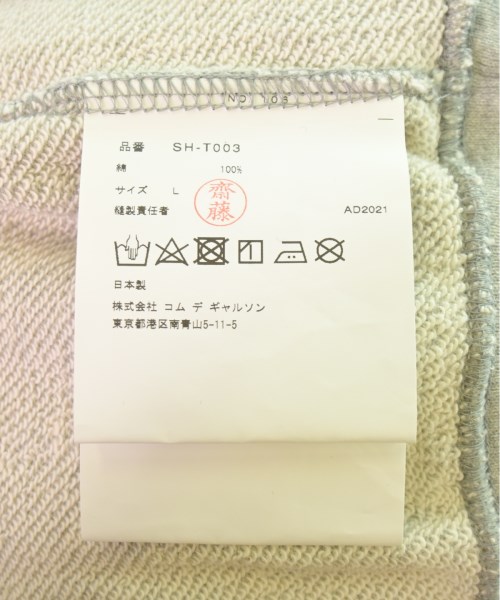 NO 106
品番 SH-T003
綿 100%
サイズ L
齋藤
縫製責任者 AD2021
日本製
株式会社 コム デ ギャルソン
東京都港区南青山5-11-5